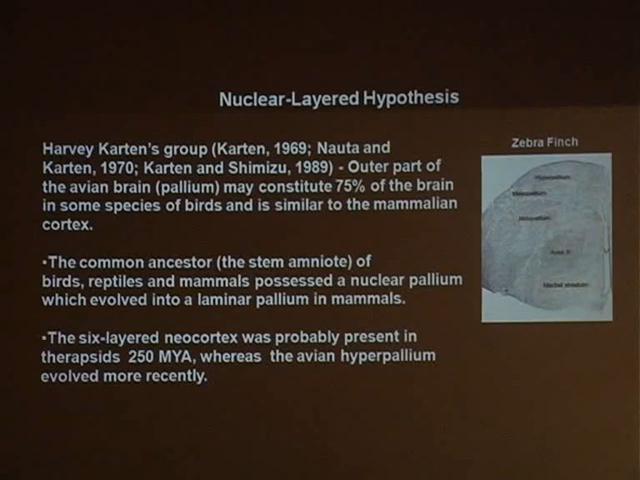 Nuclear-Layered Hypothesis
Harvey Karten's group (Karten, 1969; Nauta and
Karten, 1970; Karten and Shimizu, 1989) - Outer part of
the avian brain (pallium) may constitute 75% of the brain
in some species of birds and is similar to the mammalian
cortex.
•The common ancestor (the stem amniote) of
birds, reptiles and mammals possessed a nuclear pallium
which evolved into a laminar pallium in mammals.
•The six-layered neocortex was probably present in
therapsids 250 MYA, whereas the avian hyperpallium
evolved more recently.
Zebra Finch
Medial striatum